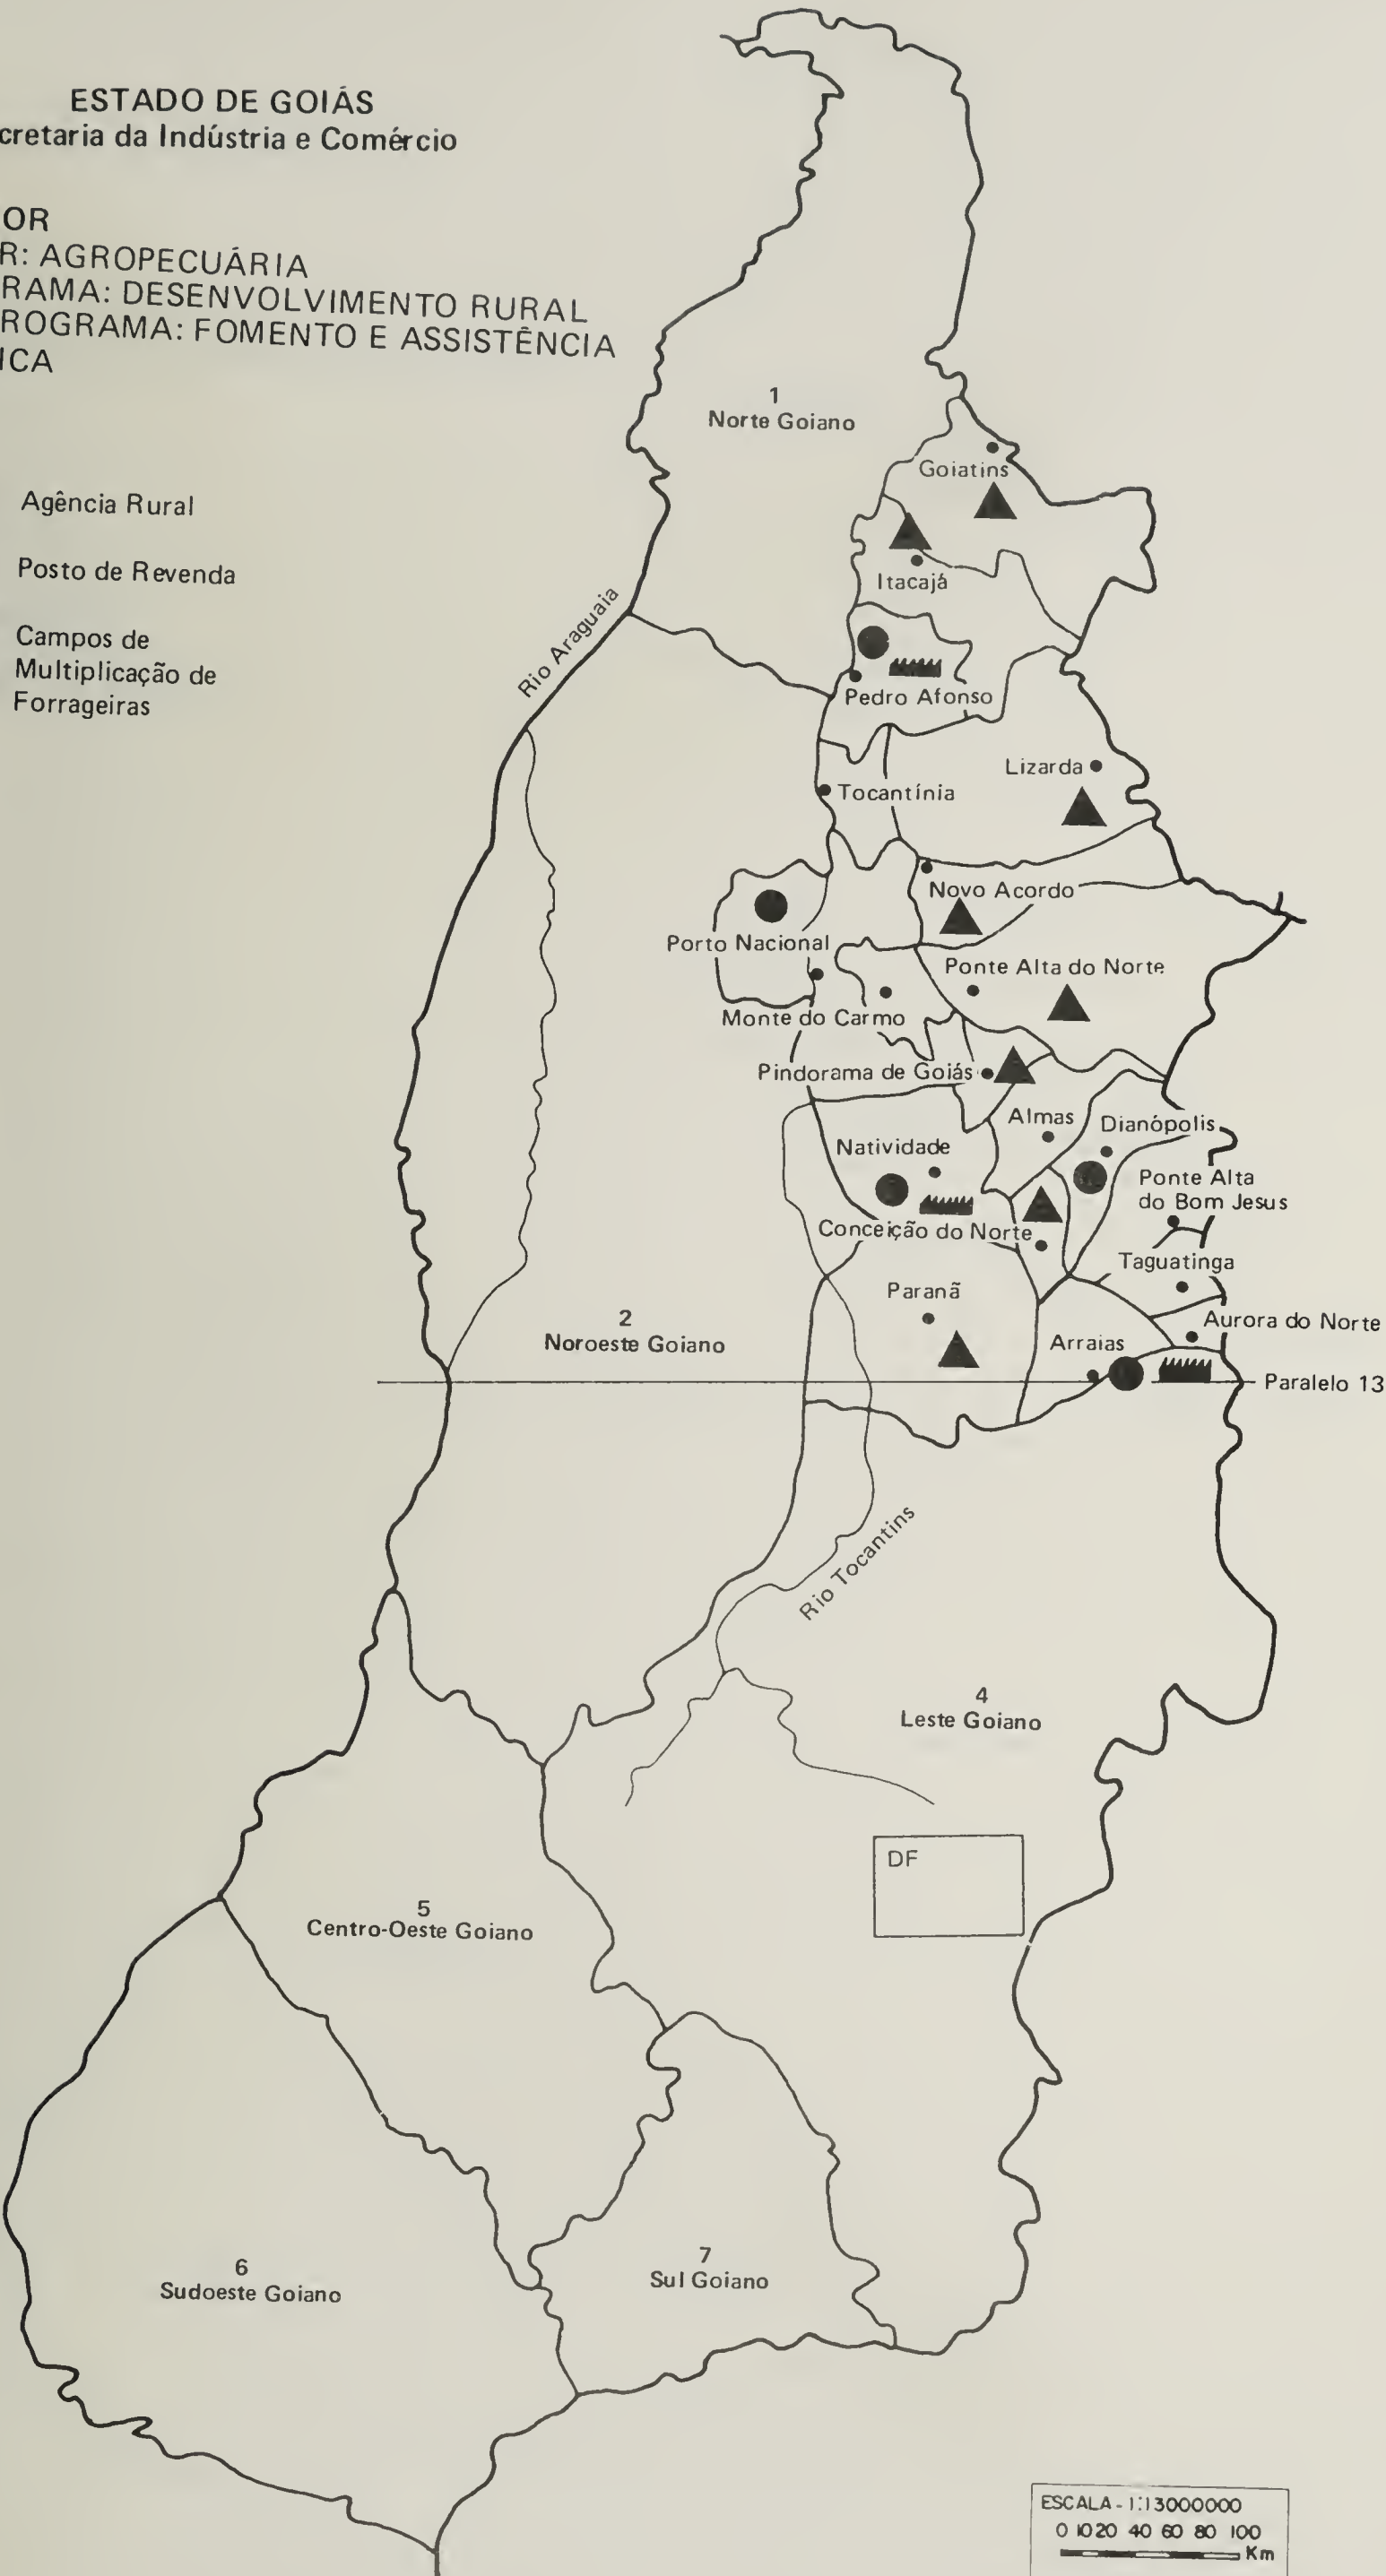 ESTADO DE GOIÁS
cretaria da Indústria e Comércio
OR
R: AGROPECUÁRIA
RAMA: DESENVOLVIMENTO RURAL
ROGRAMA: FOMENTO E ASSISTÊNCIA
ICA
Agência Rural
Posto de Revenda
Campos de
Multiplicação de
Forrageiras
1
Norte Goiano
Goiatins
Itacajá
Rio Araguaia
Pedro Afonso
Lizarda
Tocantínia
Novo Acordo
Porto Nacional
Ponte Alta do Norte
Monte do Carmo
Pindorama de Goiás
Almas
Dianópolis
Natividade
Ponte Alta
do Bom Jesus
Conceição do Norte
Taguatinga
Paranã
2
Noroeste Goiano
Aurora do Norte
Arraias
Paralelo 13
Rio Tocantins
4
Leste Goiano
DF
5
Centro-Oeste Goiano
7
Sul Goiano
6
Sudoeste Goiano
ESCALA - 1:13000000
0 10 20 40 60 80 100
Km